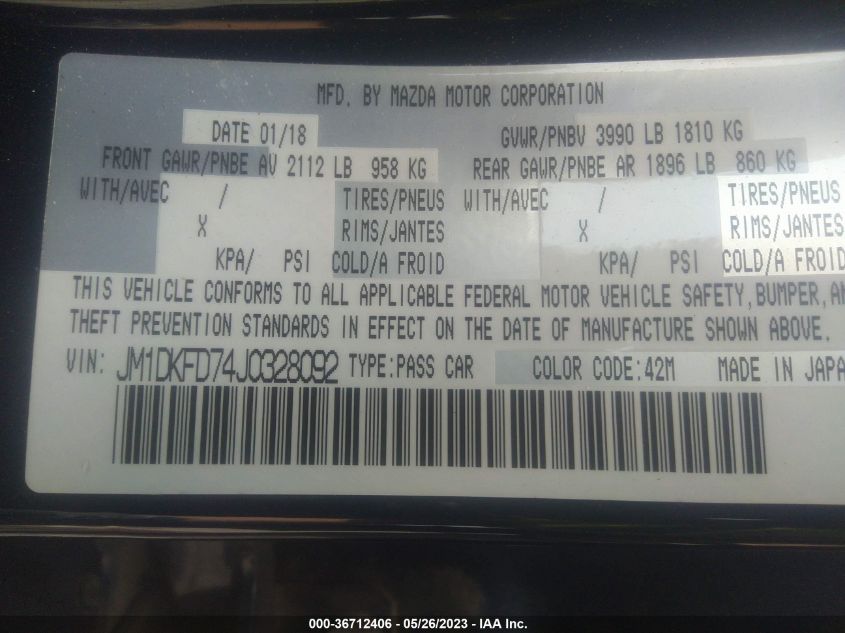 MFD. BY MAZDA MOTOR CORPORATION
DATE 01/18 GVWR/PNBV 3990 LB 1810 KG
FRONT GAWR/PNBE AV 2112 LB 958 KG REAR GAWR/PNBE AR 1896 LB 860 KG
WITH/AVEC / TIRES/PNEUS WITH/AVEC / TIRES/PNEUS
X RIMS/JANTES X RIMS/JANTES
KPA/ PSI COLD/A FROID KPA/ PSI COLD/A FROID
THIS VEHICLE CONFORMS TO ALL APPLICABLE FEDERAL MOTOR VEHICLE SAFETY, BUMPER, AN
THEFT PREVENTION STANDARDS IN EFFECT ON THE DATE OF MANUFACTURE SHOWN ABOVE.
VIN: JM1DKFD74J0328092 TYPE:PASS CAR COLOR CODE:42M MADE IN JAPA
000-36712406 - 05/26/2023 - IAA Inc.